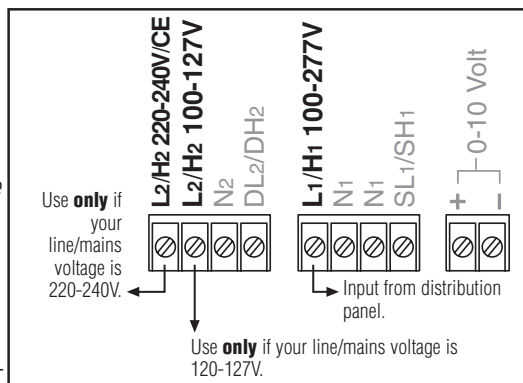 L2/H2 220-240V/CE
L2/H2 100-127V
N2
DL2/DH2
L1/H1 100-277V
N1
N1
SL1/SH1
+
–
0-10 Volt
Use only if
your
line/mains
voltage is
220-240V.
Input from distribution
panel.
Use only if your line/mains voltage is
120-127V.